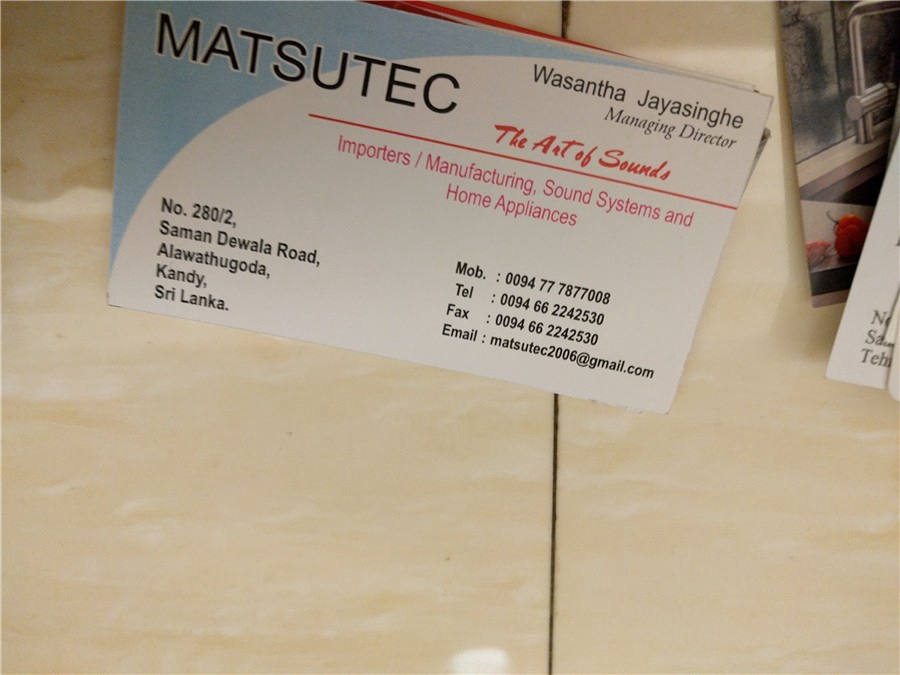 MATSUTEC
Wasantha Jayasinghe
Managing Director
The Art of Sounds
Importers / Manufacturing, Sound Systems and
Home Appliances
No. 280/2,
Saman Dewala Road,
Alawathugoda,
Kandy,
Sri Lanka.
Mob. : 0094 77 7877008
Tel : 0094 66 2242530
Fax : 0094 66 2242530
Email : matsutec2006@gmail.com